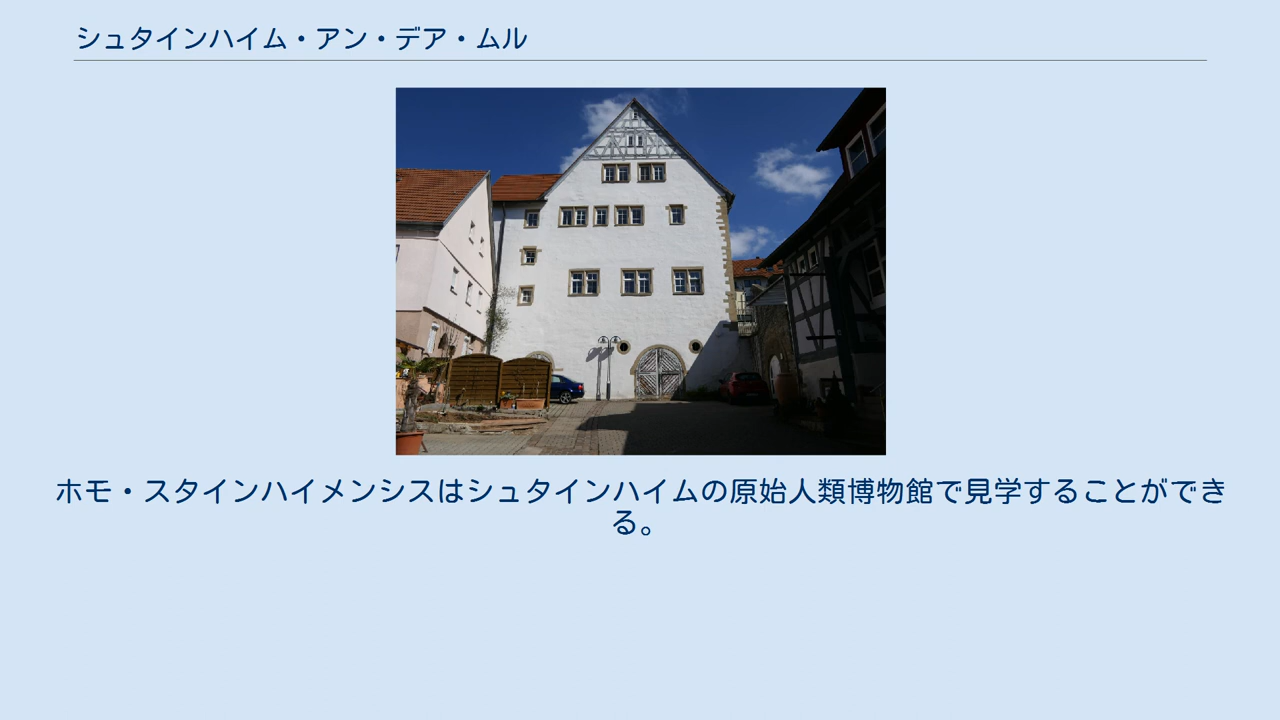 シュタインハイム・アン・デア・ムル
ホモ・スタインハイメンシスはシュタインハイムの原始人類博物館で見学することができ
る。